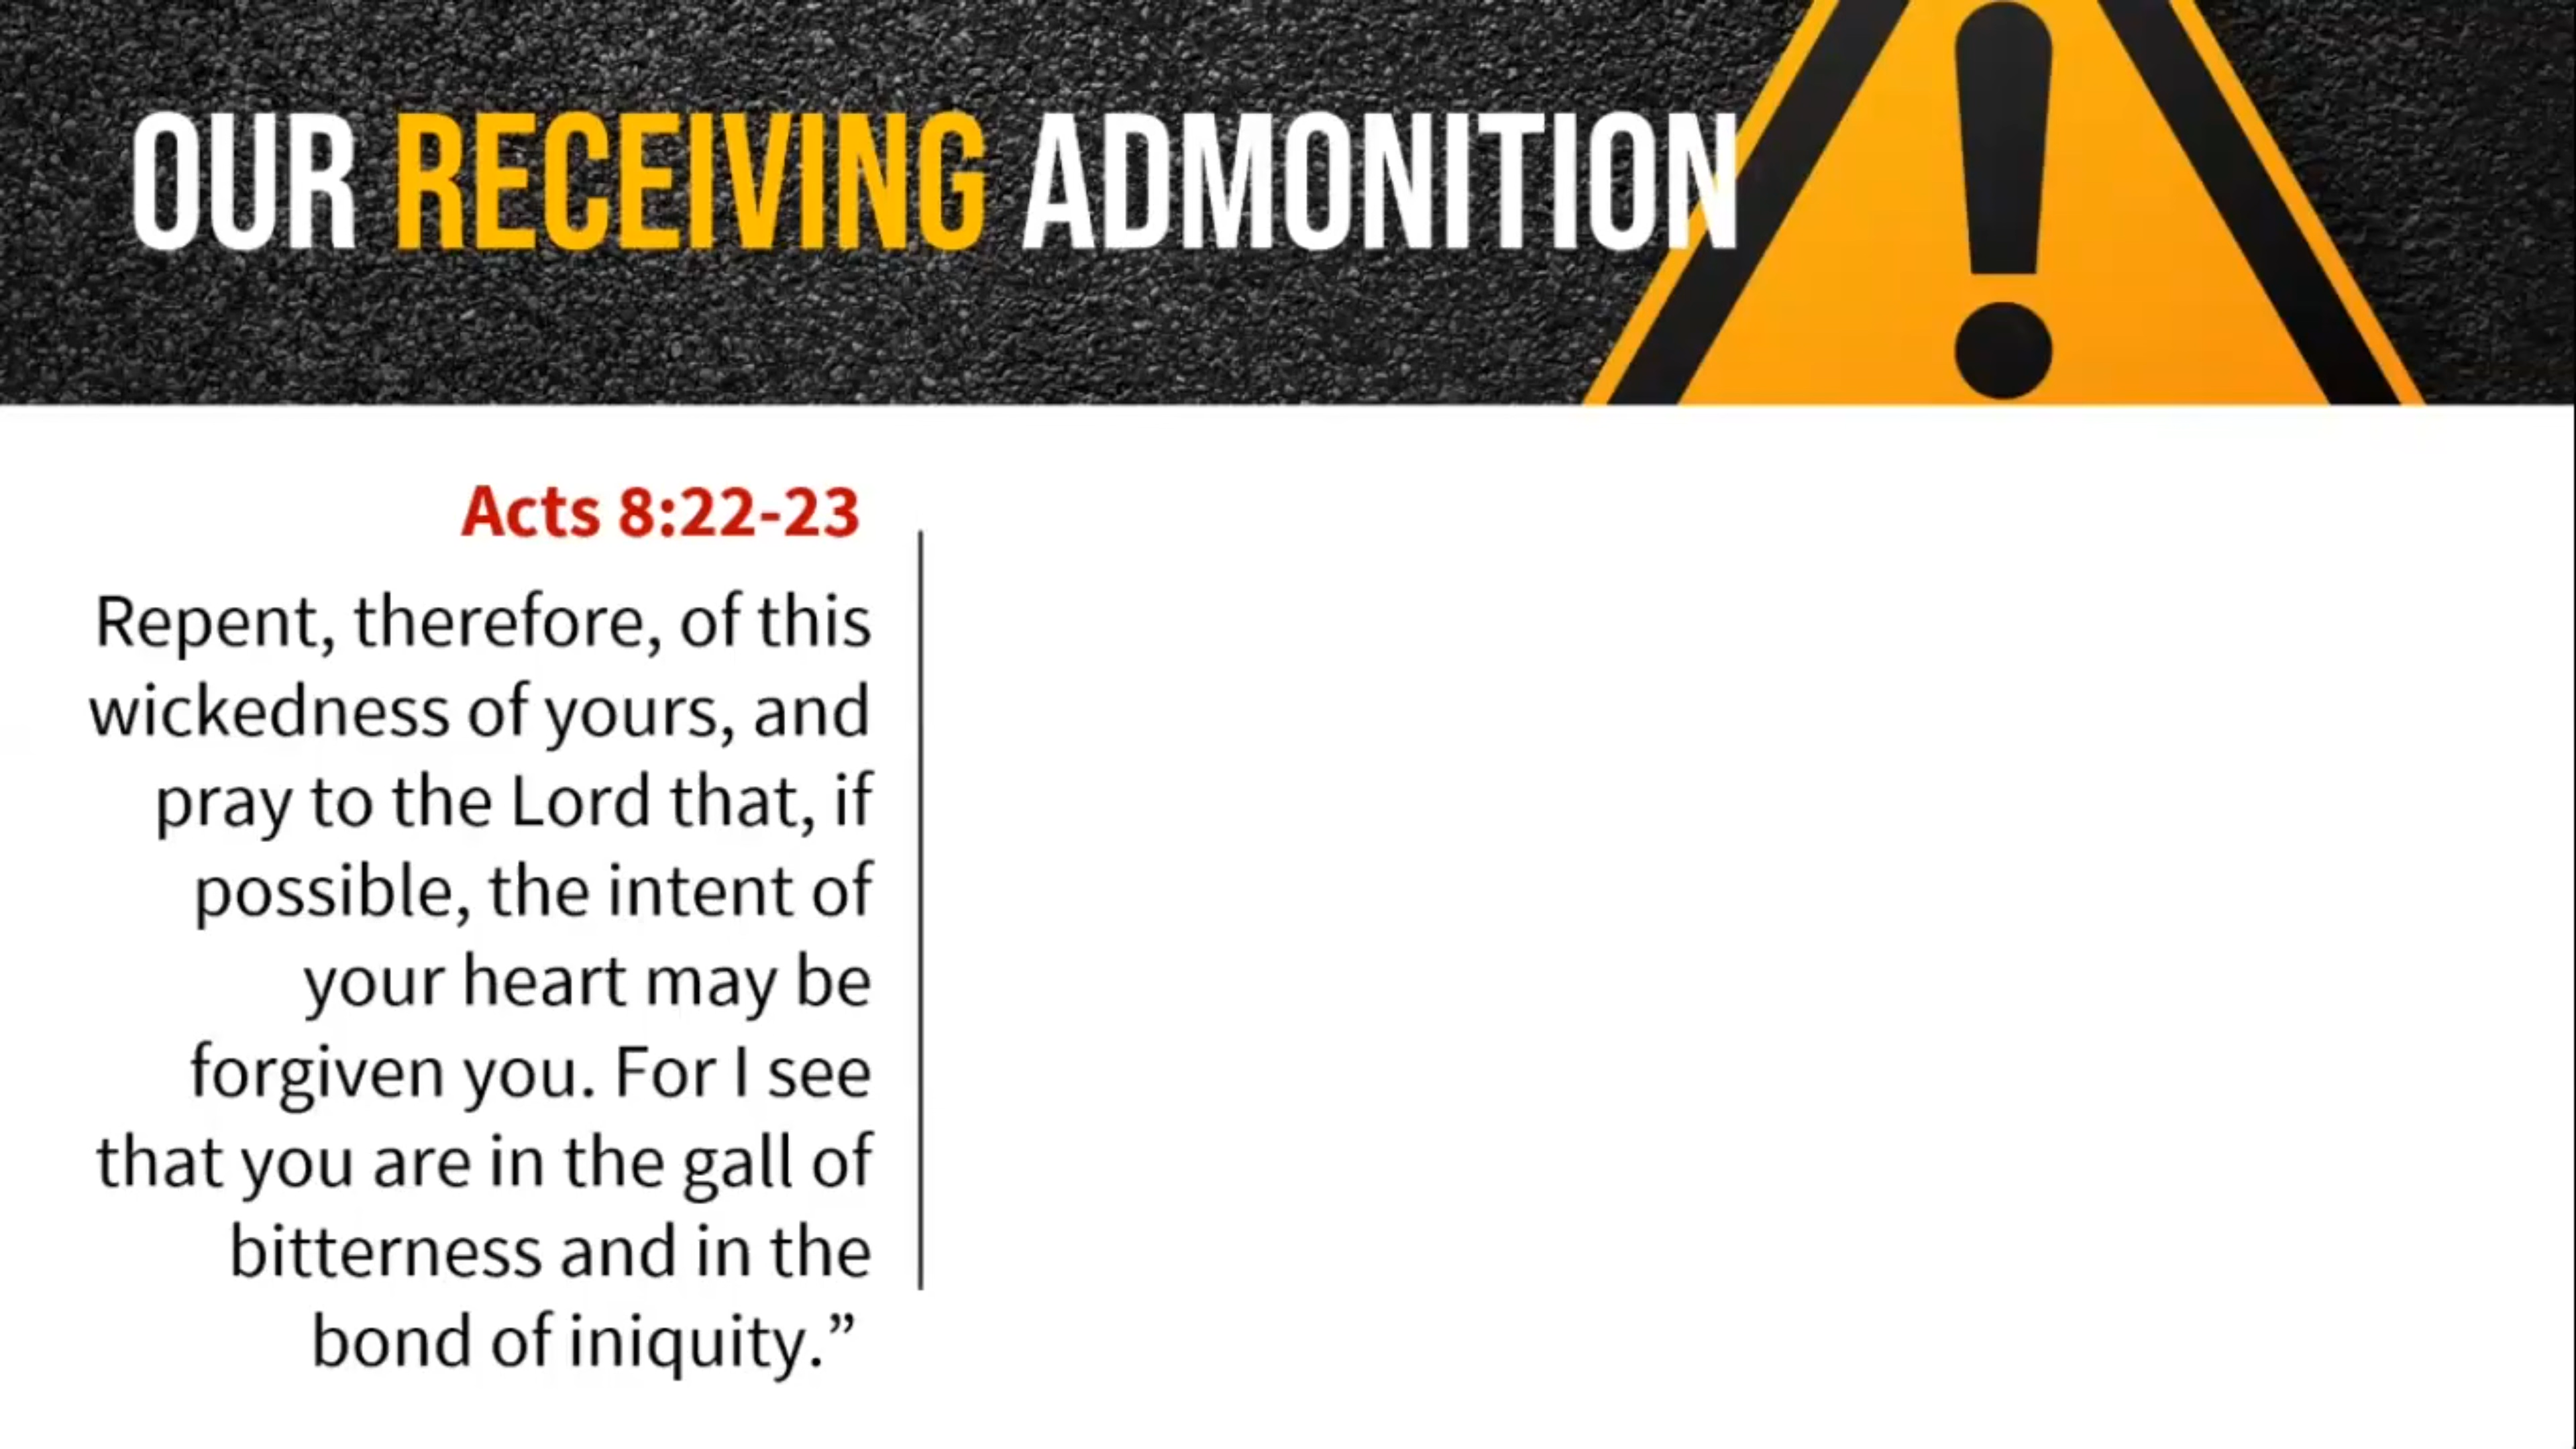 OUR RECEIVING ADMONITION
Acts 8:22-23
Repent, therefore, of this
wickedness of yours, and
pray to the Lord that, if
possible, the intent of
your heart may be
forgiven you. For I see
that you are in the gall of
bitterness and in the
bond of iniquity.”